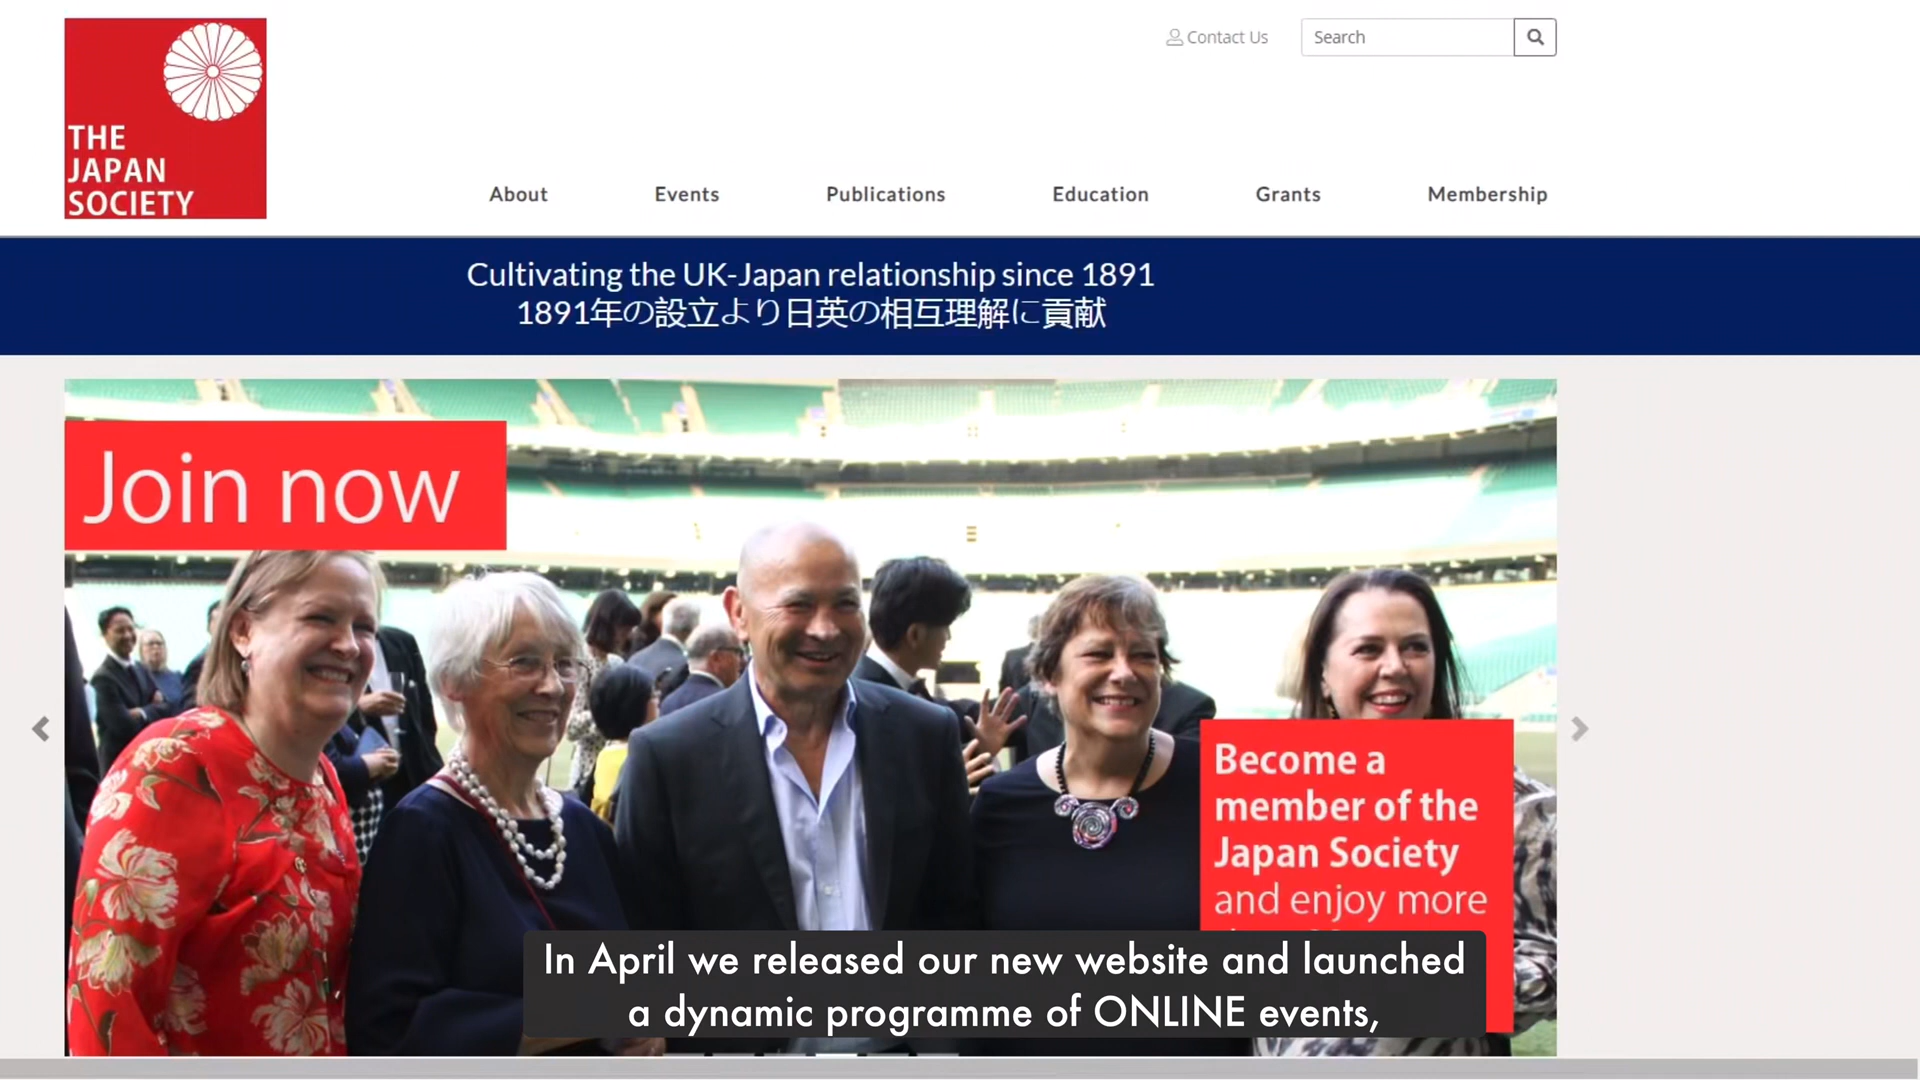 THE
JAPAN
SOCIETY
Contact Us
Search
About
Events
Publications
Education
Grants
Membership
Cultivating the UK-Japan relationship since 1891
1891年の設立より日英の相互理解に貢献
Join now
Become a
member of the
Japan Society
and enjoy more
In April we released our new website and launched
a dynamic programme of ONLINE events,